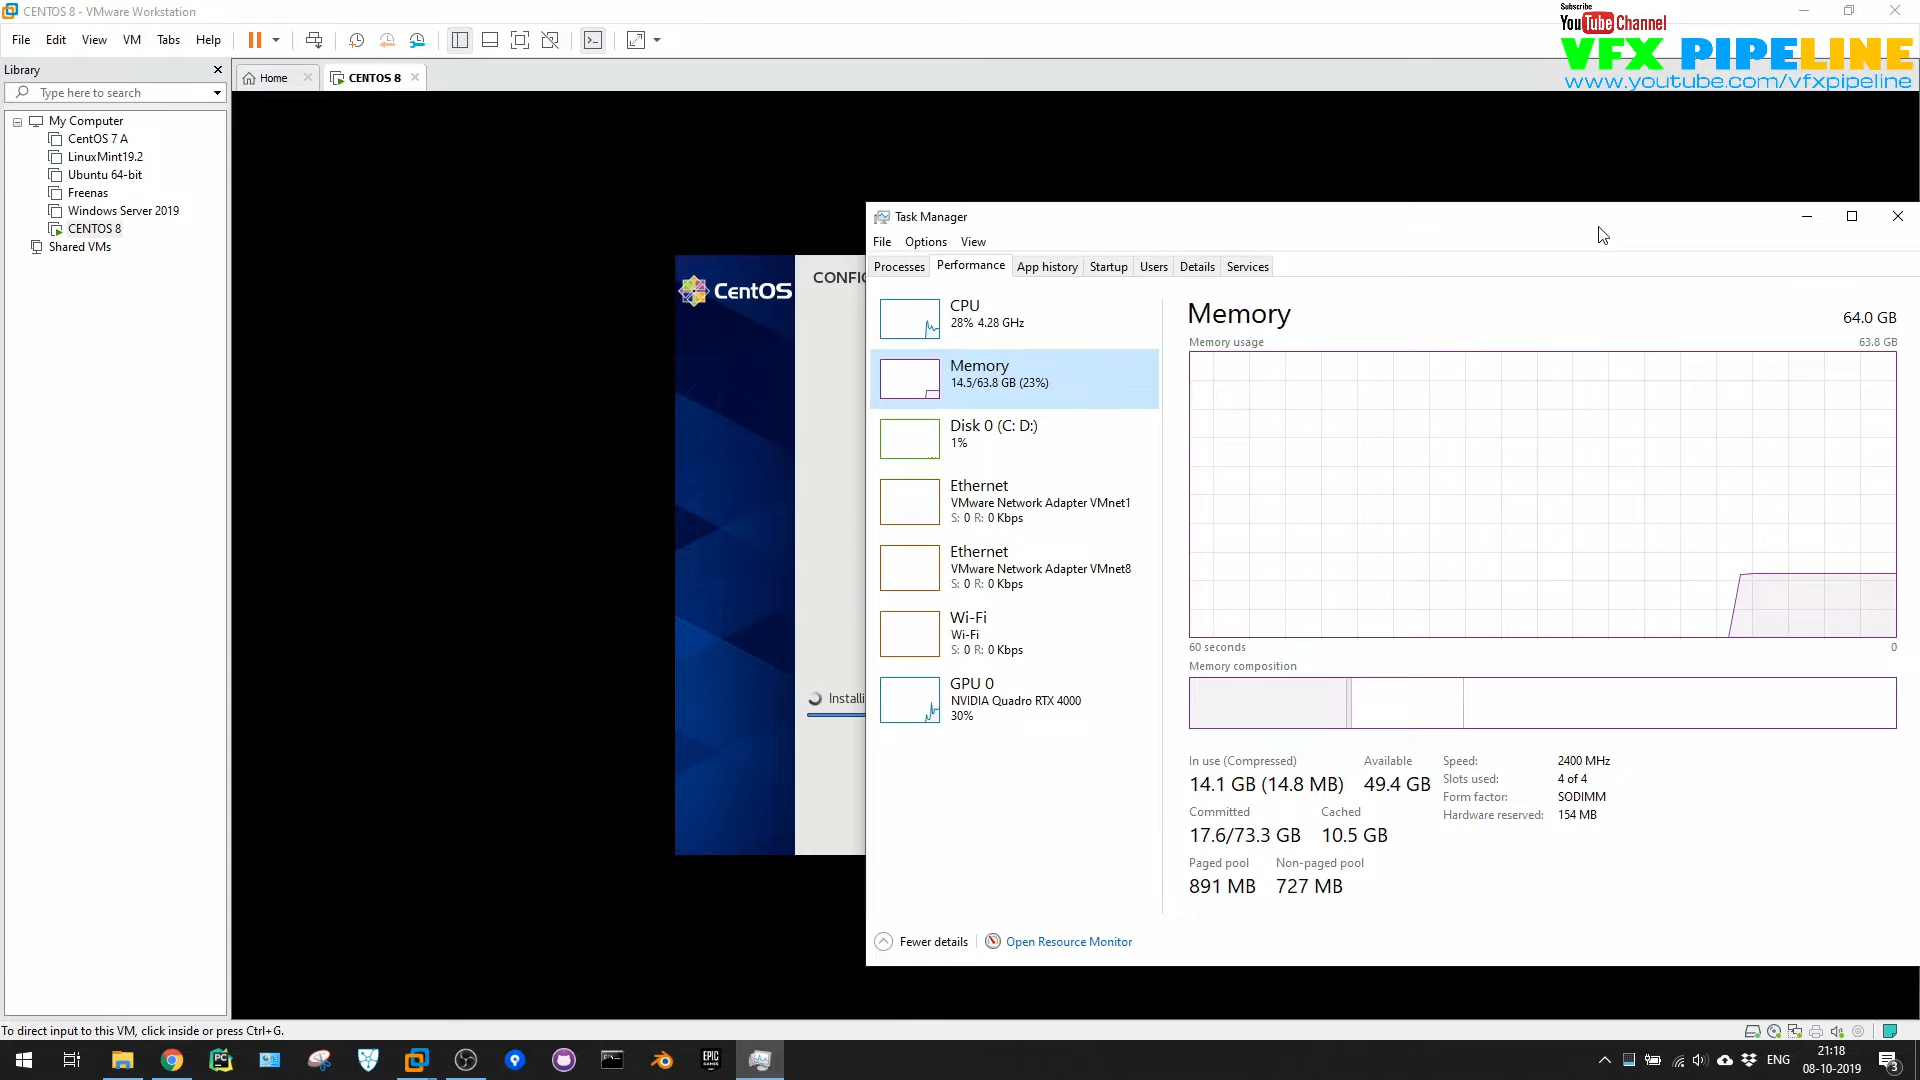 CENTOS 8 - VMware Workstation
Subscribe
YouTube Channel
VFX PIPELINE
www.youtube.com/vfxpipeline
File Edit View VM Tabs Help
Library
Type here to search
Home
CENTOS 8
My Computer
CentOS 7 A
LinuxMint19.2
Ubuntu 64-bit
Freenas
Windows Server 2019
CENTOS 8
Shared VMs
CentOS
CONFIG
Installi
Task Manager
File Options View
Processes Performance App history Startup Users Details Services
CPU
28% 4.28 GHz
Memory
14.5/63.8 GB (23%)
Disk 0 (C: D:)
1%
Ethernet
VMware Network Adapter VMnet1
S: 0 R: 0 Kbps
Ethernet
VMware Network Adapter VMnet8
S: 0 R: 0 Kbps
Wi-Fi
Wi-Fi
S: 0 R: 0 Kbps
GPU 0
NVIDIA Quadro RTX 4000
30%
Memory 64.0 GB
Memory usage 63.8 GB
60 seconds 0
Memory composition
In use (Compressed) Available
14.1 GB (14.8 MB) 49.4 GB
Committed Cached
17.6/73.3 GB 10.5 GB
Paged pool Non-paged pool
891 MB 727 MB
Speed: 2400 MHz
Slots used: 4 of 4
Form factor: SODIMM
Hardware reserved: 154 MB
Fewer details Open Resource Monitor
To direct input to this VM, click inside or press Ctrl+G.
PC
EPIC
GAMES
ENG
21:18
08-10-2019
3